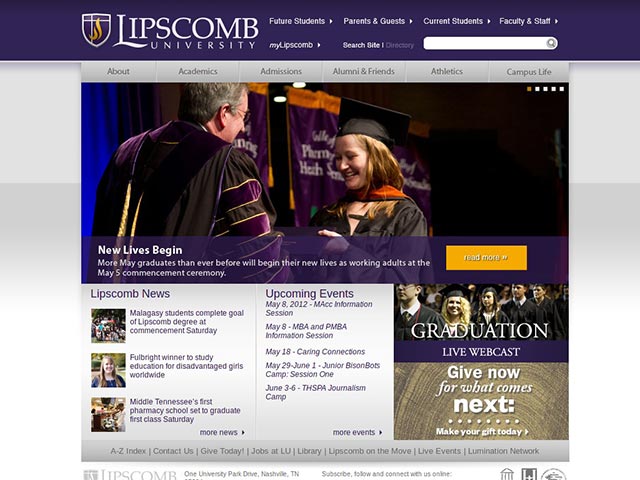 LIPSCOMB
UNIVERSITY
Future Students
Parents & Guests
Current Students
Faculty & Staff
myLipscomb
Search Site | Directory
About
Academics
Admissions
Alumni & Friends
Athletics
Campus Life
New Lives Begin
More May graduates than ever before will begin their new lives as working adults at the
May 5 commencement ceremony.
read more »
Lipscomb News
Malagasy students complete goal
of Lipscomb degree at
commencement Saturday
Fulbright winner to study
education for disadvantaged girls
worldwide
Middle Tennessee's first
pharmacy school set to graduate
first class Saturday
more news
Upcoming Events
May 8, 2012 - MAcc Information
Session
May 8 - MBA and PMBA
Information Session
May 18 - Caring Connections
May 29-June 1 - Junior BisonBots
Camp: Session One
June 3-6 - THSPA Journalism
Camp
more events
GRADUATION
LIVE WEBCAST
Give now
for what comes
next:
Make your gift today
A-Z Index | Contact Us | Give Today! | Jobs at LU | Library | Lipscomb on the Move | Live Events | Lumination Network
LIPSCOMB
One University Park Drive, Nashville, TN
Subscribe, follow and connect with us online: